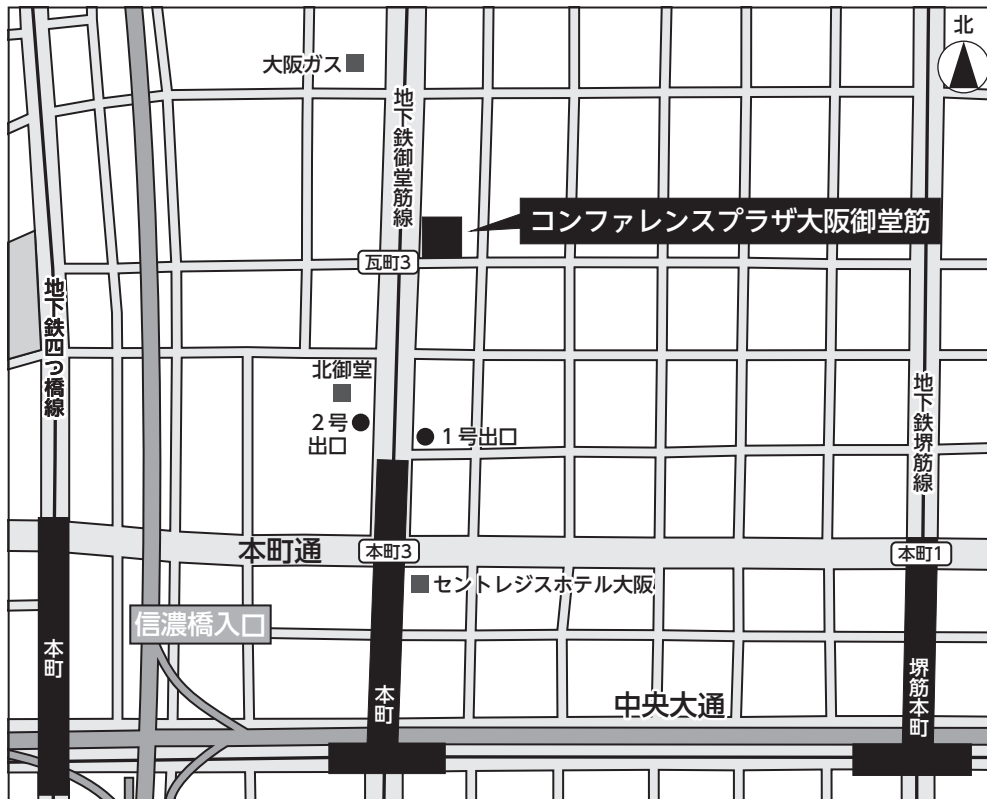 北
大阪ガス
地下鉄御堂筋線
コンファレンスプラザ大阪御堂筋
瓦町3
地下鉄四つ橋線
北御堂
2号
出口
1号出口
地下鉄堺筋線
本町通
本町3
本町1
セントレジスホテル大阪
信濃橋入口
本町
本町
堺筋本町
中央大通